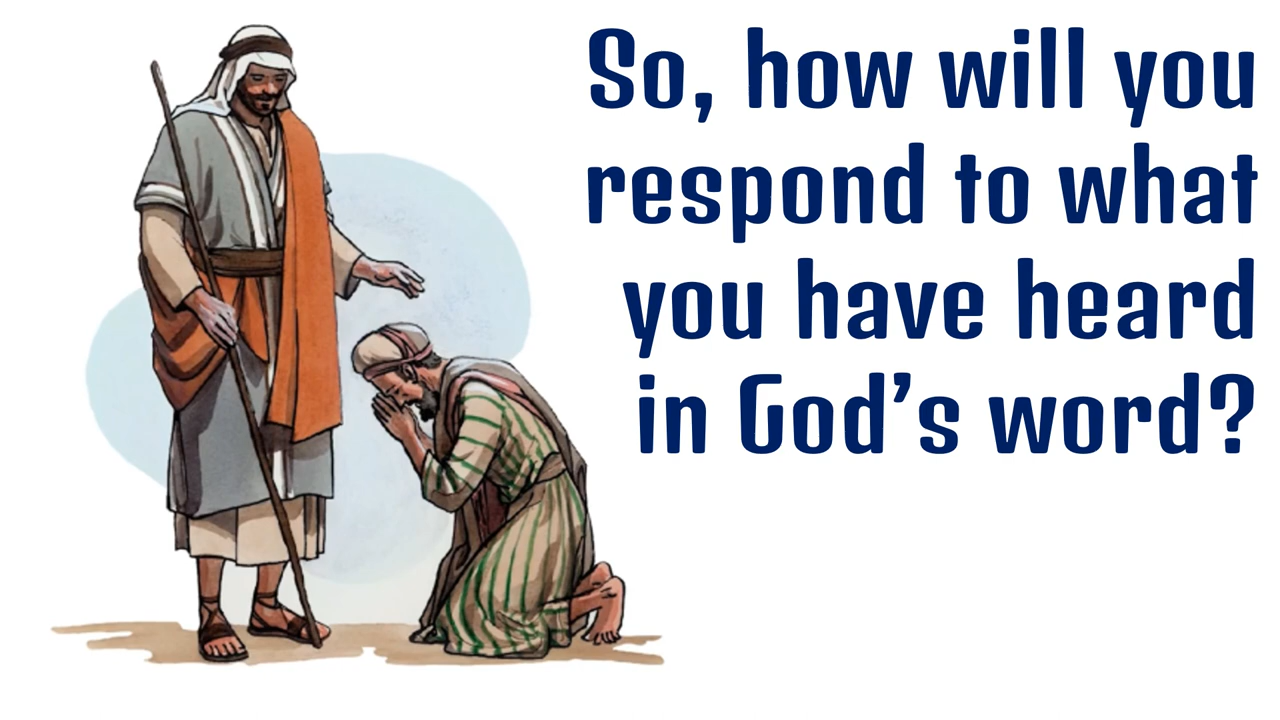 So, how will you
respond to what
you have heard
in God’s word?